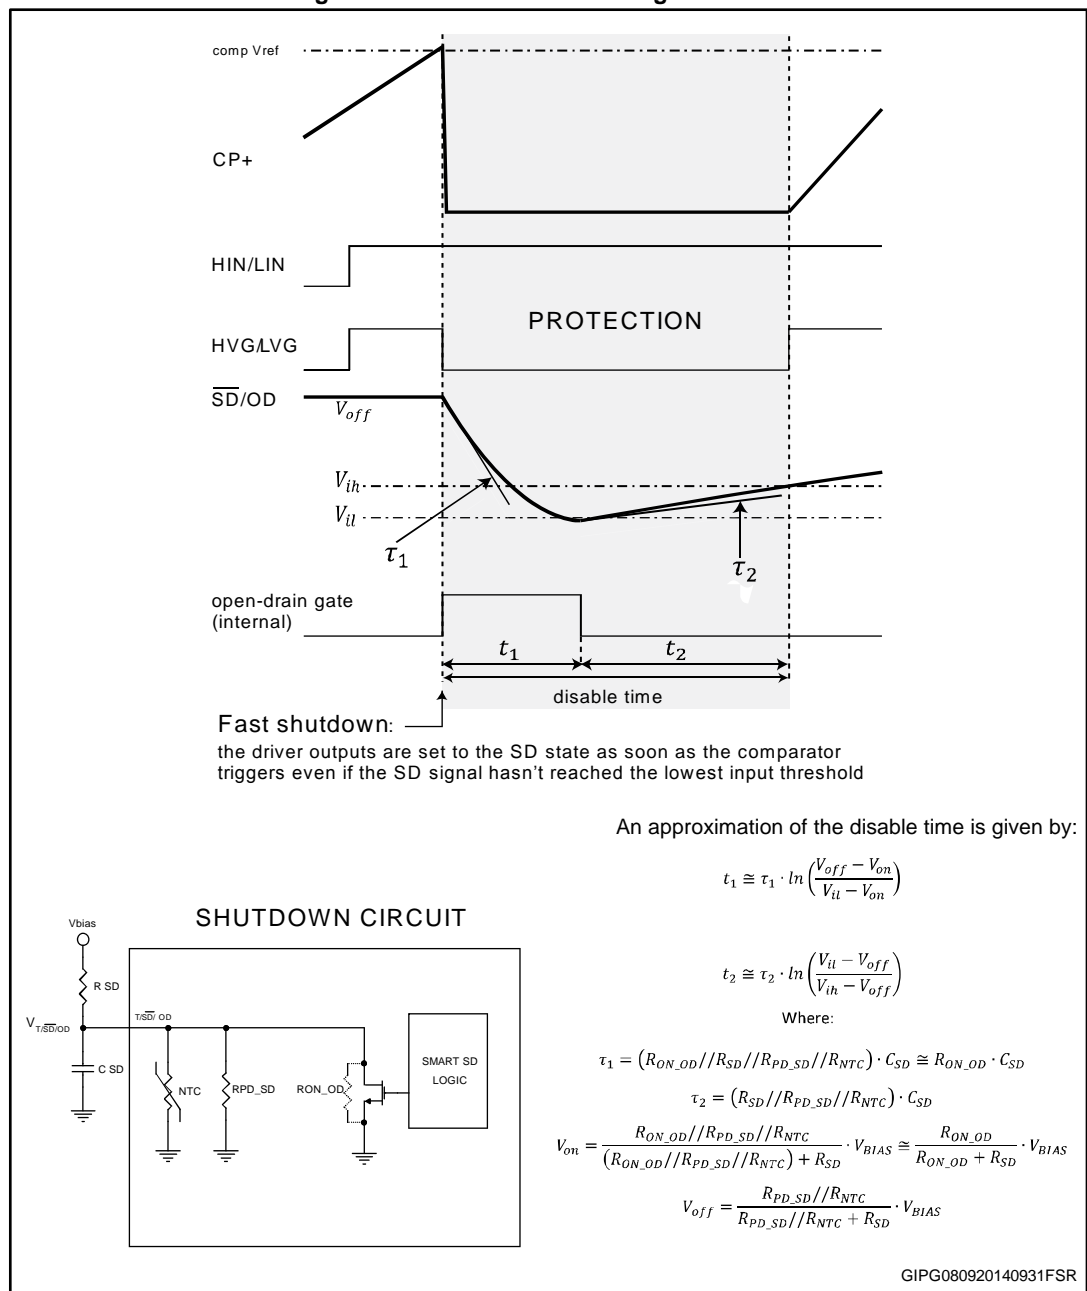 comp Vref
CP+
HIN/LIN
PROTECTION
HVG/LVG
SD/OD
V_off
V_ih
V_il
τ_1
τ_2
open-drain gate
(internal)
t_1
t_2
disable time
Fast shutdown:
the driver outputs are set to the SD state as soon as the comparator
triggers even if the SD signal hasn't reached the lowest input threshold
An approximation of the disable time is given by:
t_1 ≅ τ_1 · ln((V_off − V_on)/(V_il − V_on))
t_2 ≅ τ_2 · ln((V_il − V_off)/(V_ih − V_off))
Where:
τ_1 = (R_ON_OD//R_SD//R_PD_SD//R_NTC) · C_SD ≅ R_ON_OD · C_SD
τ_2 = (R_SD//R_PD_SD//R_NTC) · C_SD
V_on = (R_ON_OD//R_PD_SD//R_NTC)/((R_ON_OD//R_PD_SD//R_NTC) + R_SD) · V_BIAS ≅ R_ON_OD/(R_ON_OD + R_SD) · V_BIAS
V_off = (R_PD_SD//R_NTC)/(R_PD_SD//R_NTC + R_SD) · V_BIAS
SHUTDOWN CIRCUIT
Vbias
R SD
V_T/SD/OD
T/SD/ OD
C SD
NTC
RPD_SD
RON_OD
SMART SD
LOGIC
GIPG080920140931FSR